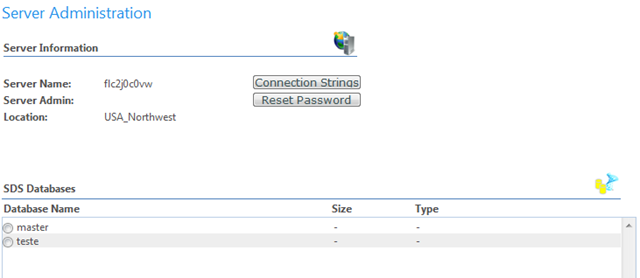 Server Administration
Server Information
Server Name: flc2j0c0vw Connection Strings
Server Admin: Reset Password
Location: USA_Northwest
SDS Databases
Database Name Size Type
master - -
teste - -